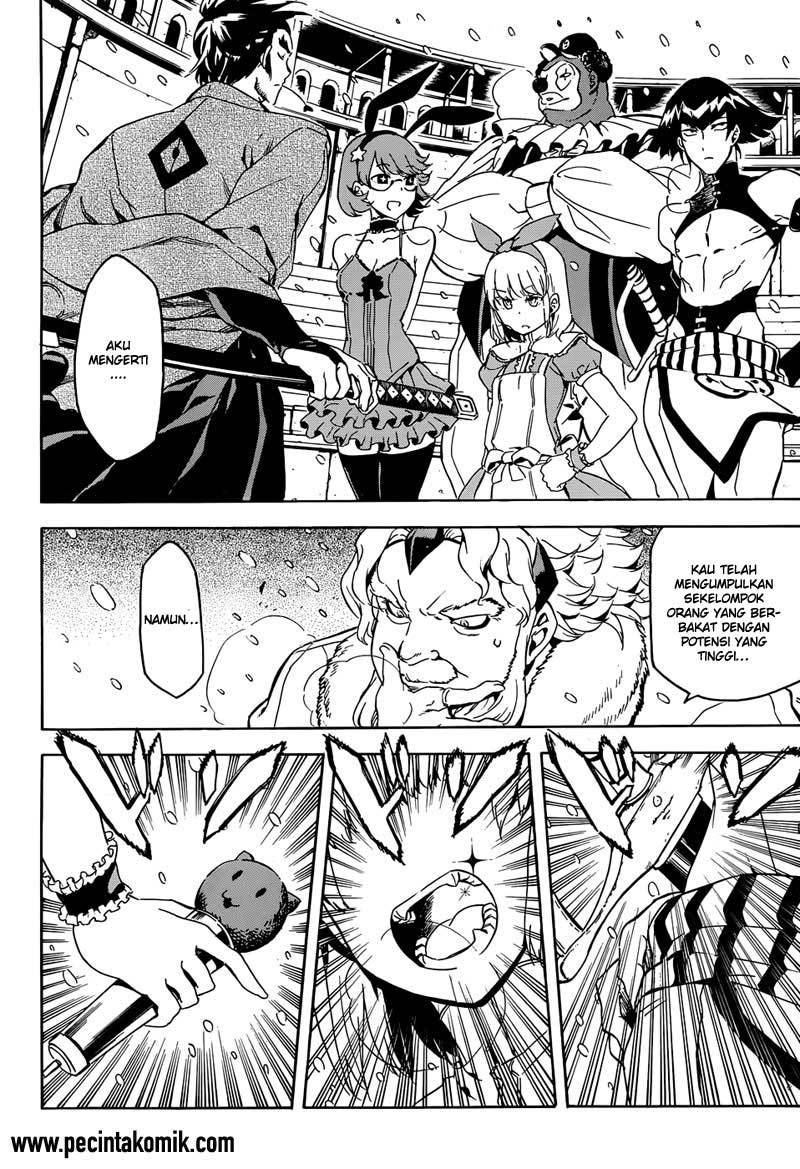 AKU
MENGERTI
....
KAU TELAH
MENGUMPULKAN
SEKELOMPOK
ORANG YANG BER-
BAKAT DENGAN
POTENSI YANG
TINGGI...
NAMUN...
www.pecintakomik.com